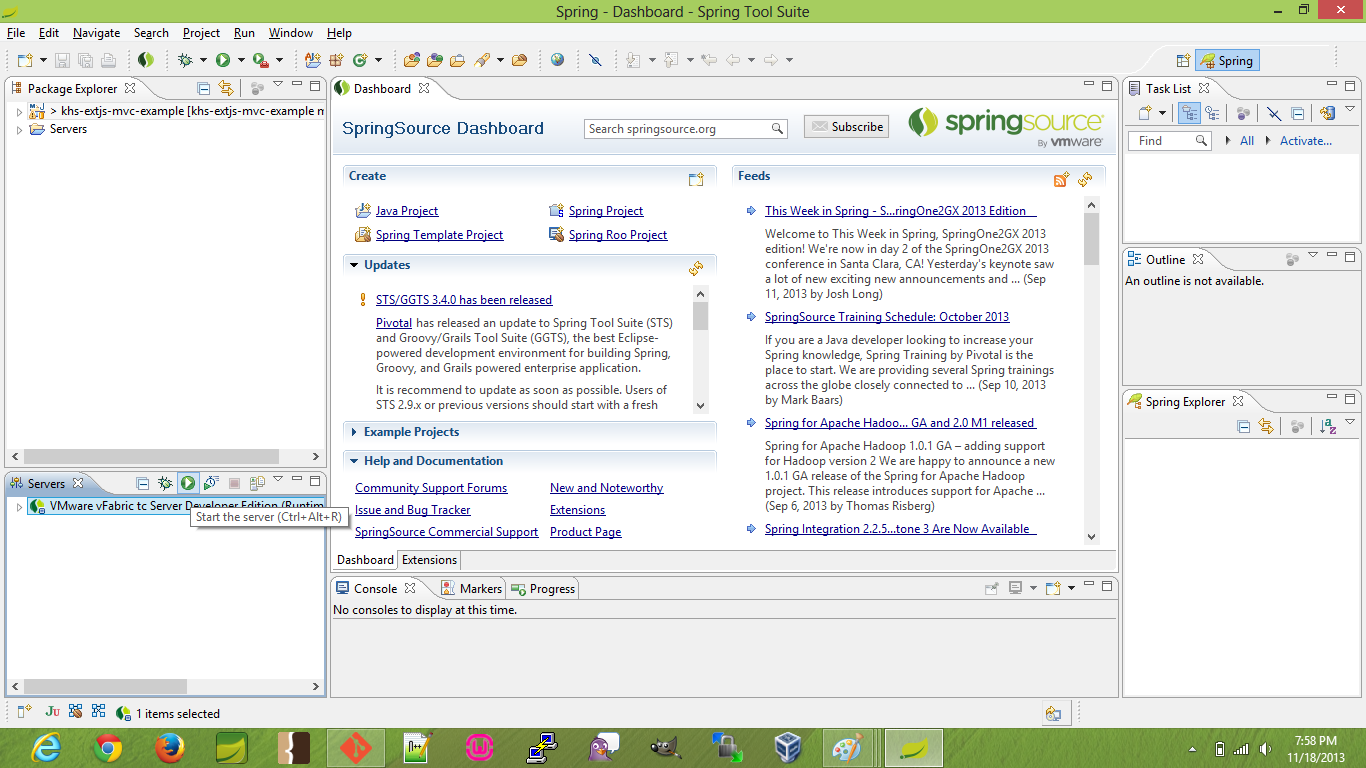 Spring - Dashboard - Spring Tool Suite
File Edit Navigate Search Project Run Window Help
Spring
Package Explorer
> khs-extjs-mvc-example [khs-extjs-mvc-example m
Servers
Servers
VMware vFabric tc Server Developer Edition (Runtim
Start the server (Ctrl+Alt+R)
Dashboard
SpringSource Dashboard
Search springsource.org
Subscribe
springsource
By vmware
Create
Java Project
Spring Project
Spring Template Project
Spring Roo Project
Updates
STS/GGTS 3.4.0 has been released
Pivotal has released an update to Spring Tool Suite (STS)
and Groovy/Grails Tool Suite (GGTS), the best Eclipse-
powered development environment for building Spring,
Groovy, and Grails powered enterprise application.
It is recommend to update as soon as possible. Users of
STS 2.9.x or previous versions should start with a fresh
Example Projects
Help and Documentation
Community Support Forums
New and Noteworthy
Issue and Bug Tracker
Extensions
SpringSource Commercial Support
Product Page
Feeds
This Week in Spring - S...ringOne2GX 2013 Edition
Welcome to This Week in Spring, SpringOne2GX 2013
edition! We're now in day 2 of the SpringOne2GX 2013
conference in Santa Clara, CA! Yesterday's keynote saw
a lot of new exciting new announcements and ... (Sep
11, 2013 by Josh Long)
SpringSource Training Schedule: October 2013
If you are a Java developer looking to increase your
Spring knowledge, Spring Training by Pivotal is the
place to start. We are providing several Spring trainings
across the globe closely connected to ... (Sep 10, 2013
by Mark Baars)
Spring for Apache Hadoo... GA and 2.0 M1 released
Spring for Apache Hadoop 1.0.1 GA – adding support
for Hadoop version 2 We are happy to announce a new
1.0.1 GA release of the Spring for Apache Hadoop
project. This release introduces support for Apache ...
(Sep 6, 2013 by Thomas Risberg)
Spring Integration 2.2.5...tone 3 Are Now Available
Dashboard Extensions
Console Markers Progress
No consoles to display at this time.
Task List
Find All Activate...
Outline
An outline is not available.
Spring Explorer
1 items selected
7:58 PM
11/18/2013